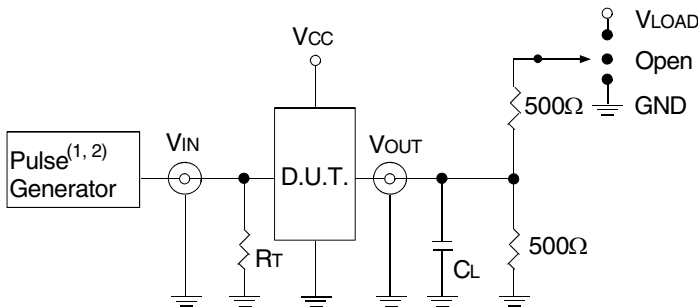 VLOAD
VCC
Open
500Ω
GND
VIN
VOUT
Pulse(1, 2)
Generator
D.U.T.
RT
CL
500Ω